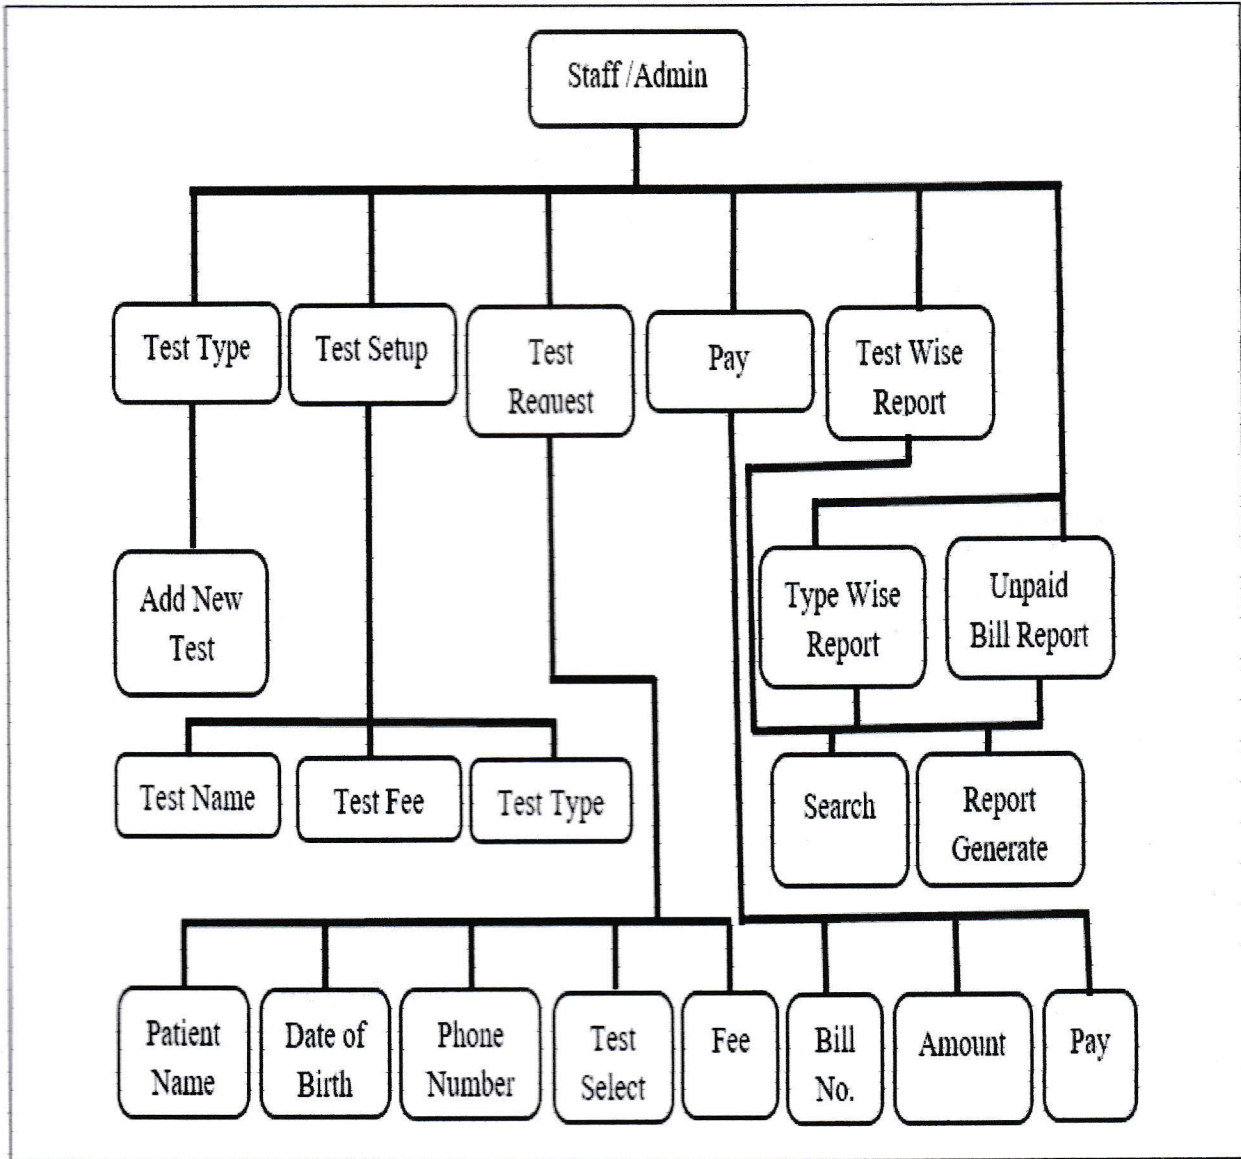 Staff /Admin
Test Type
Test Setup
Test
Request
Pay
Test Wise
Report
Add New
Test
Type Wise
Report
Unpaid
Bill Report
Test Name
Test Fee
Test Type
Search
Report
Generate
Patient
Name
Date of
Birth
Phone
Number
Test
Select
Fee
Bill
No.
Amount
Pay